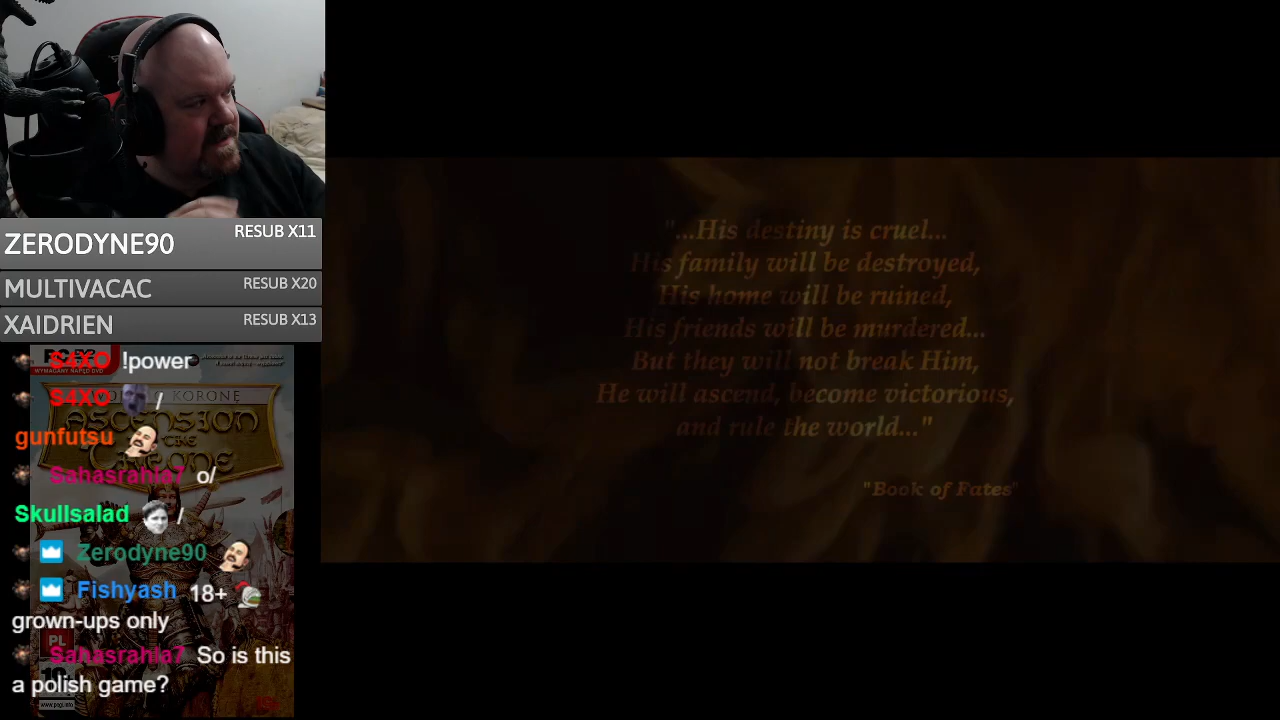 ZERODYNE90 RESUB X11
MULTIVACAC RESUB X20
XAIDRIEN RESUB X13
S4XO !power
S4XO /
gunfutsu
KORONĘ
ASCENSION
THE
THRONE
Sahasrahla7 o/
Skullsalad /
Zerodyne90
Fishyash 18+
grown-ups only
PL
Sahasrahla7 So is this
a polish game?
"...His destiny is cruel...
His family will be destroyed,
His home will be ruined,
His friends will be murdered...
But they will not break Him,
He will ascend, become victorious,
and rule the world..."
"Book of Fates"